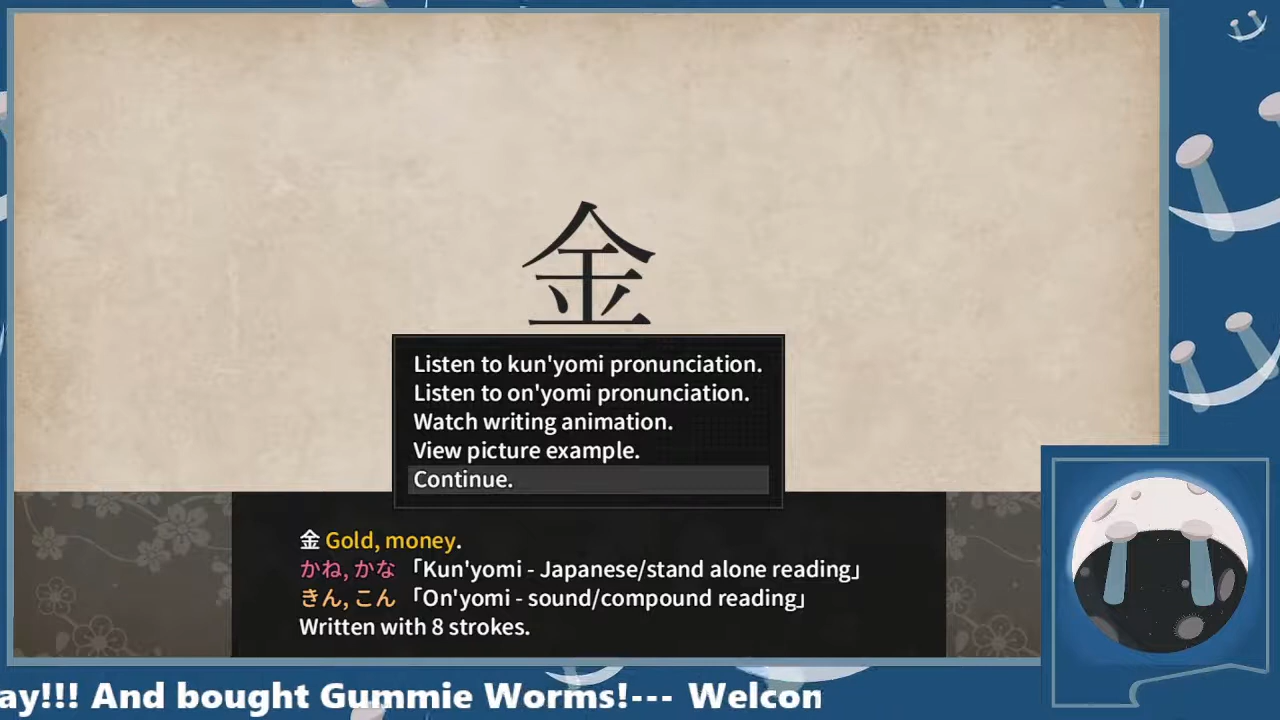 金
Listen to kun'yomi pronunciation.
Listen to on'yomi pronunciation.
Watch writing animation.
View picture example.
Continue.
金 Gold, money.
かね, かな 「Kun'yomi - Japanese/stand alone reading」
きん, こん 「On'yomi - sound/compound reading」
Written with 8 strokes.
ay!!! And bought Gummie Worms!--- Welcon